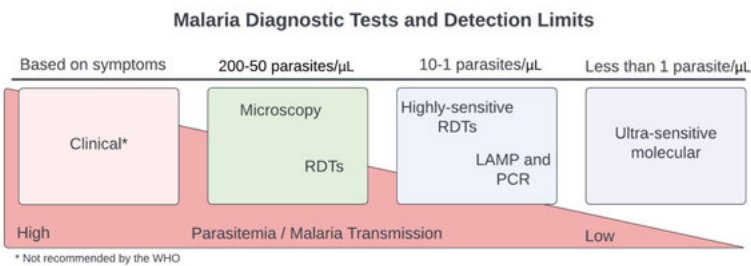 Malaria Diagnostic Tests and Detection Limits
Based on symptoms
200-50 parasites/µL
10-1 parasites/µL
Less than 1 parasite/µL
Clinical*
Microscopy
RDTs
Highly-sensitive
RDTs
LAMP and
PCR
Ultra-sensitive
molecular
High
Parasitemia / Malaria Transmission
Low
* Not recommended by the WHO